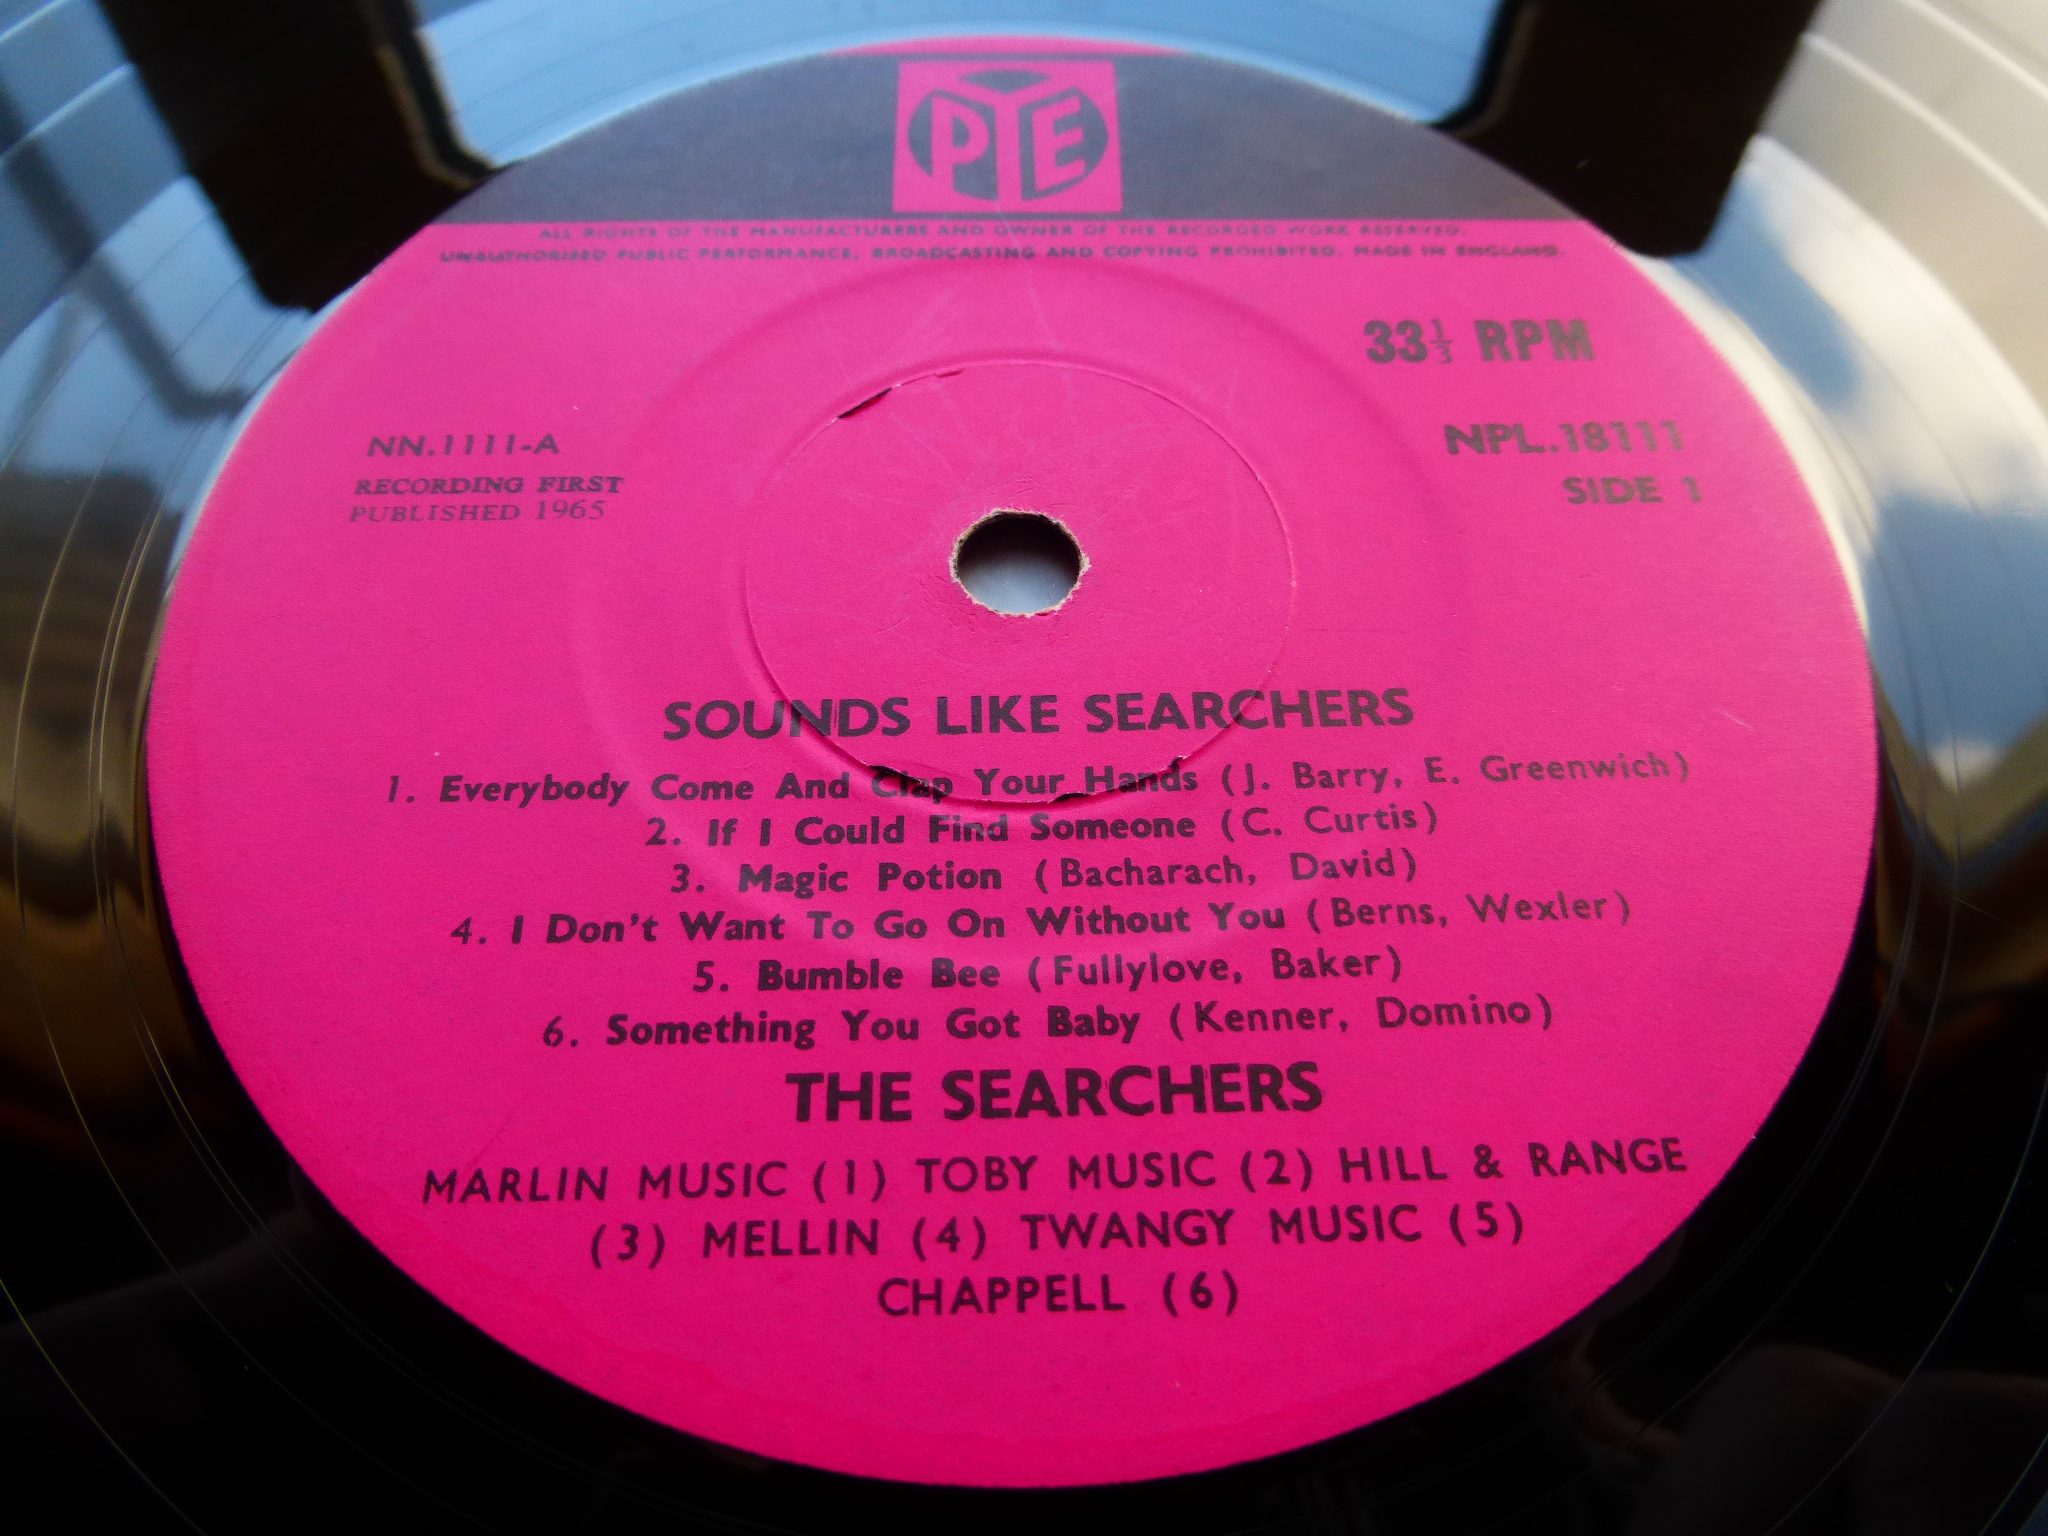 PYE
ALL RIGHTS OF THE MANUFACTURERS AND OWNER OF THE RECORDED WORK RESERVED.
UNAUTHORISED PUBLIC PERFORMANCE, BROADCASTING AND COPYING PROHIBITED. MADE IN ENGLAND.
33⅓ RPM
NN.1111-A
NPL.18111
RECORDING FIRST
SIDE 1
PUBLISHED 1965
SOUNDS LIKE SEARCHERS
1. Everybody Come And Clap Your Hands (J. Barry, E. Greenwich)
2. If I Could Find Someone (C. Curtis)
3. Magic Potion (Bacharach, David)
4. I Don't Want To Go On Without You (Berns, Wexler)
5. Bumble Bee (Fullylove, Baker)
6. Something You Got Baby (Kenner, Domino)
THE SEARCHERS
MARLIN MUSIC (1) TOBY MUSIC (2) HILL & RANGE
(3) MELLIN (4) TWANGY MUSIC (5)
CHAPPELL (6)